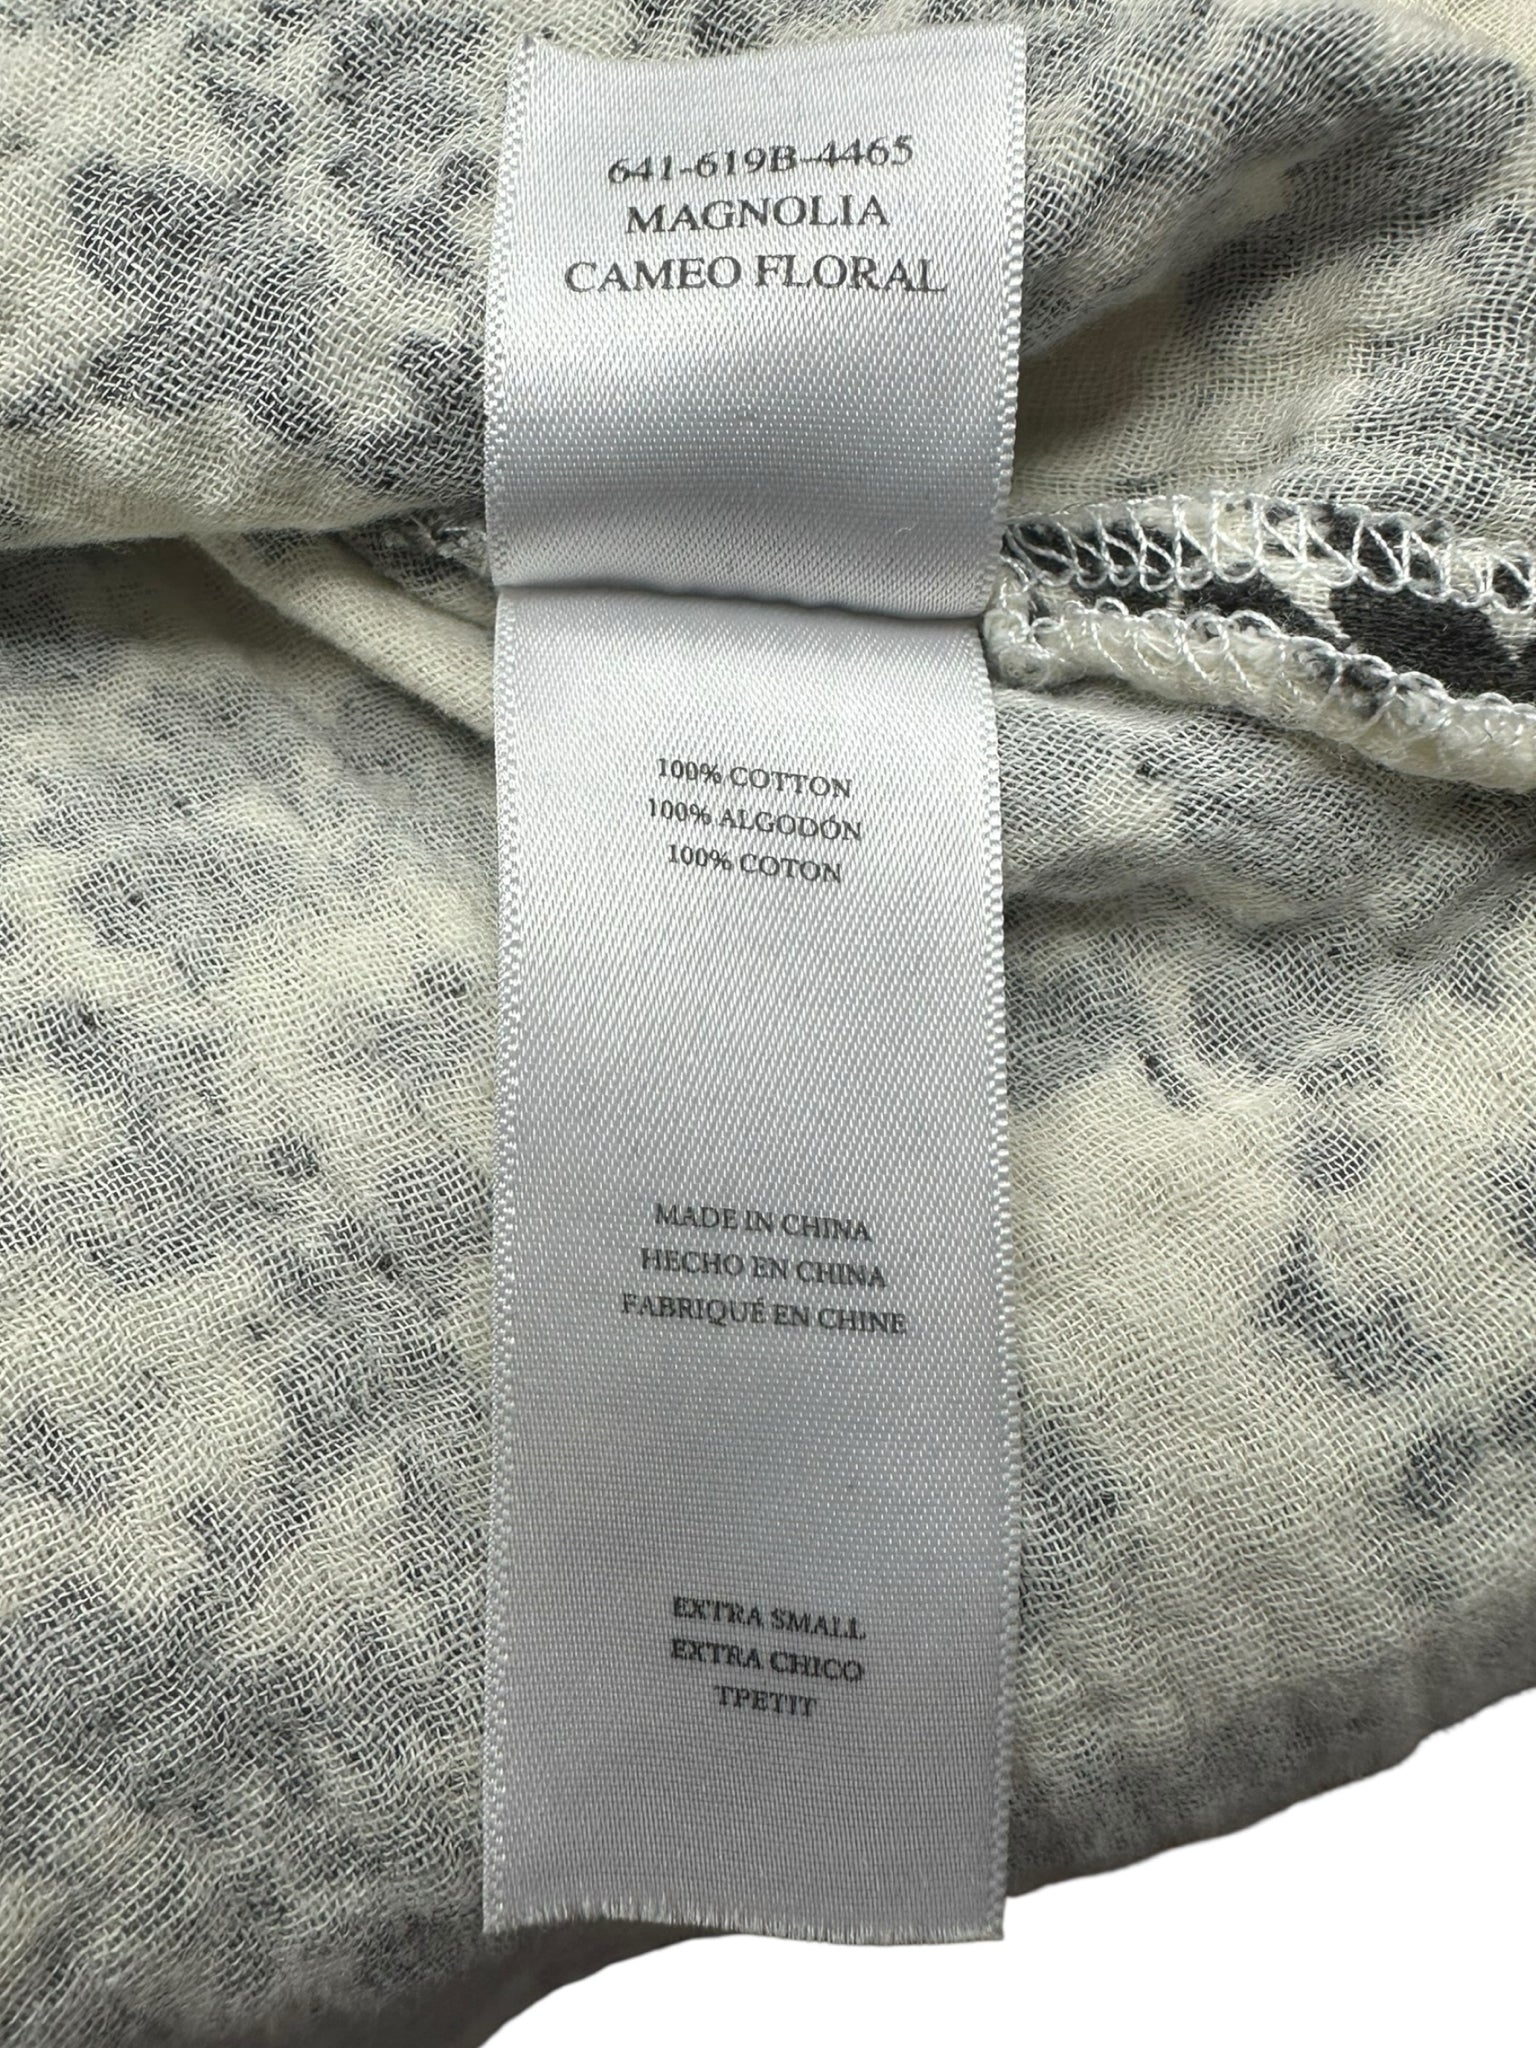 641-619B-4465
MAGNOLIA
CAMEO FLORAL
100% COTTON
100% ALGODÓN
100% COTON
MADE IN CHINA
HECHO EN CHINA
FABRIQUÉ EN CHINE
EXTRA SMALL
EXTRA CHICO
TPETIT